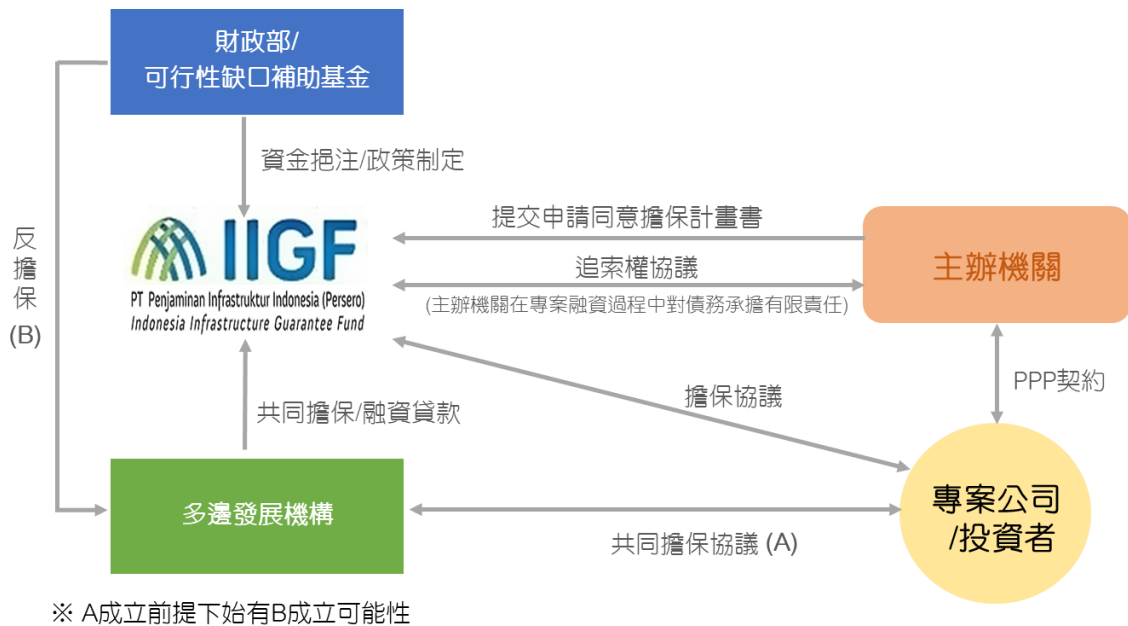 財政部/
可行性缺口補助基金
資金挹注/政策制定
反
擔
保
(B)
IIGF
PT Penjaminan Infrastruktur Indonesia (Persero)
Indonesia Infrastructure Guarantee Fund
提交申請同意擔保計畫書
追索權協議
(主辦機關在專案融資過程中對債務承擔有限責任)
主辦機關
PPP契約
擔保協議
共同擔保/融資貸款
多邊發展機構
共同擔保協議 (A)
專案公司
/投資者
※ A成立前提下始有B成立可能性